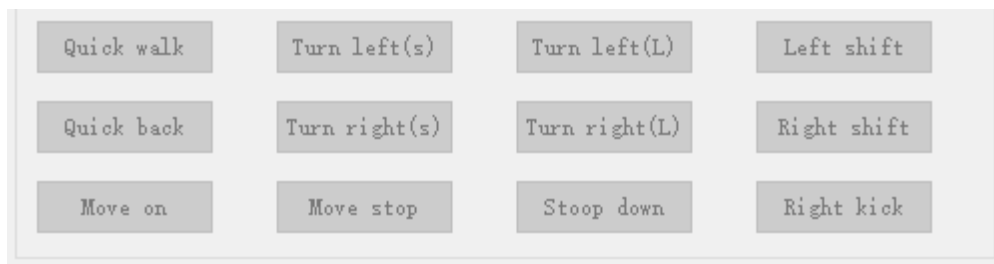 Quick walk Turn left(s) Turn left(L) Left shift
Quick back Turn right(s) Turn right(L) Right shift
Move on Move stop Stoop down Right kick